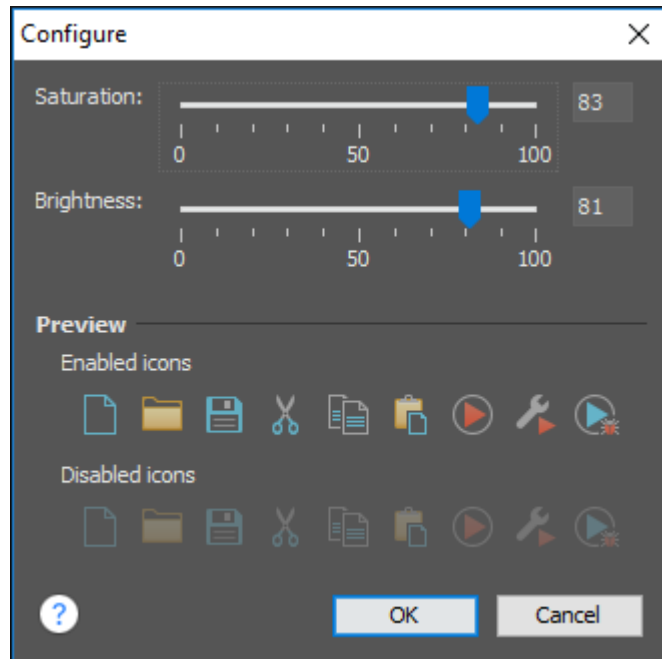 Configure
Saturation:
83
0 50 100
Brightness:
81
0 50 100
Preview
Enabled icons
Disabled icons
?
OK
Cancel